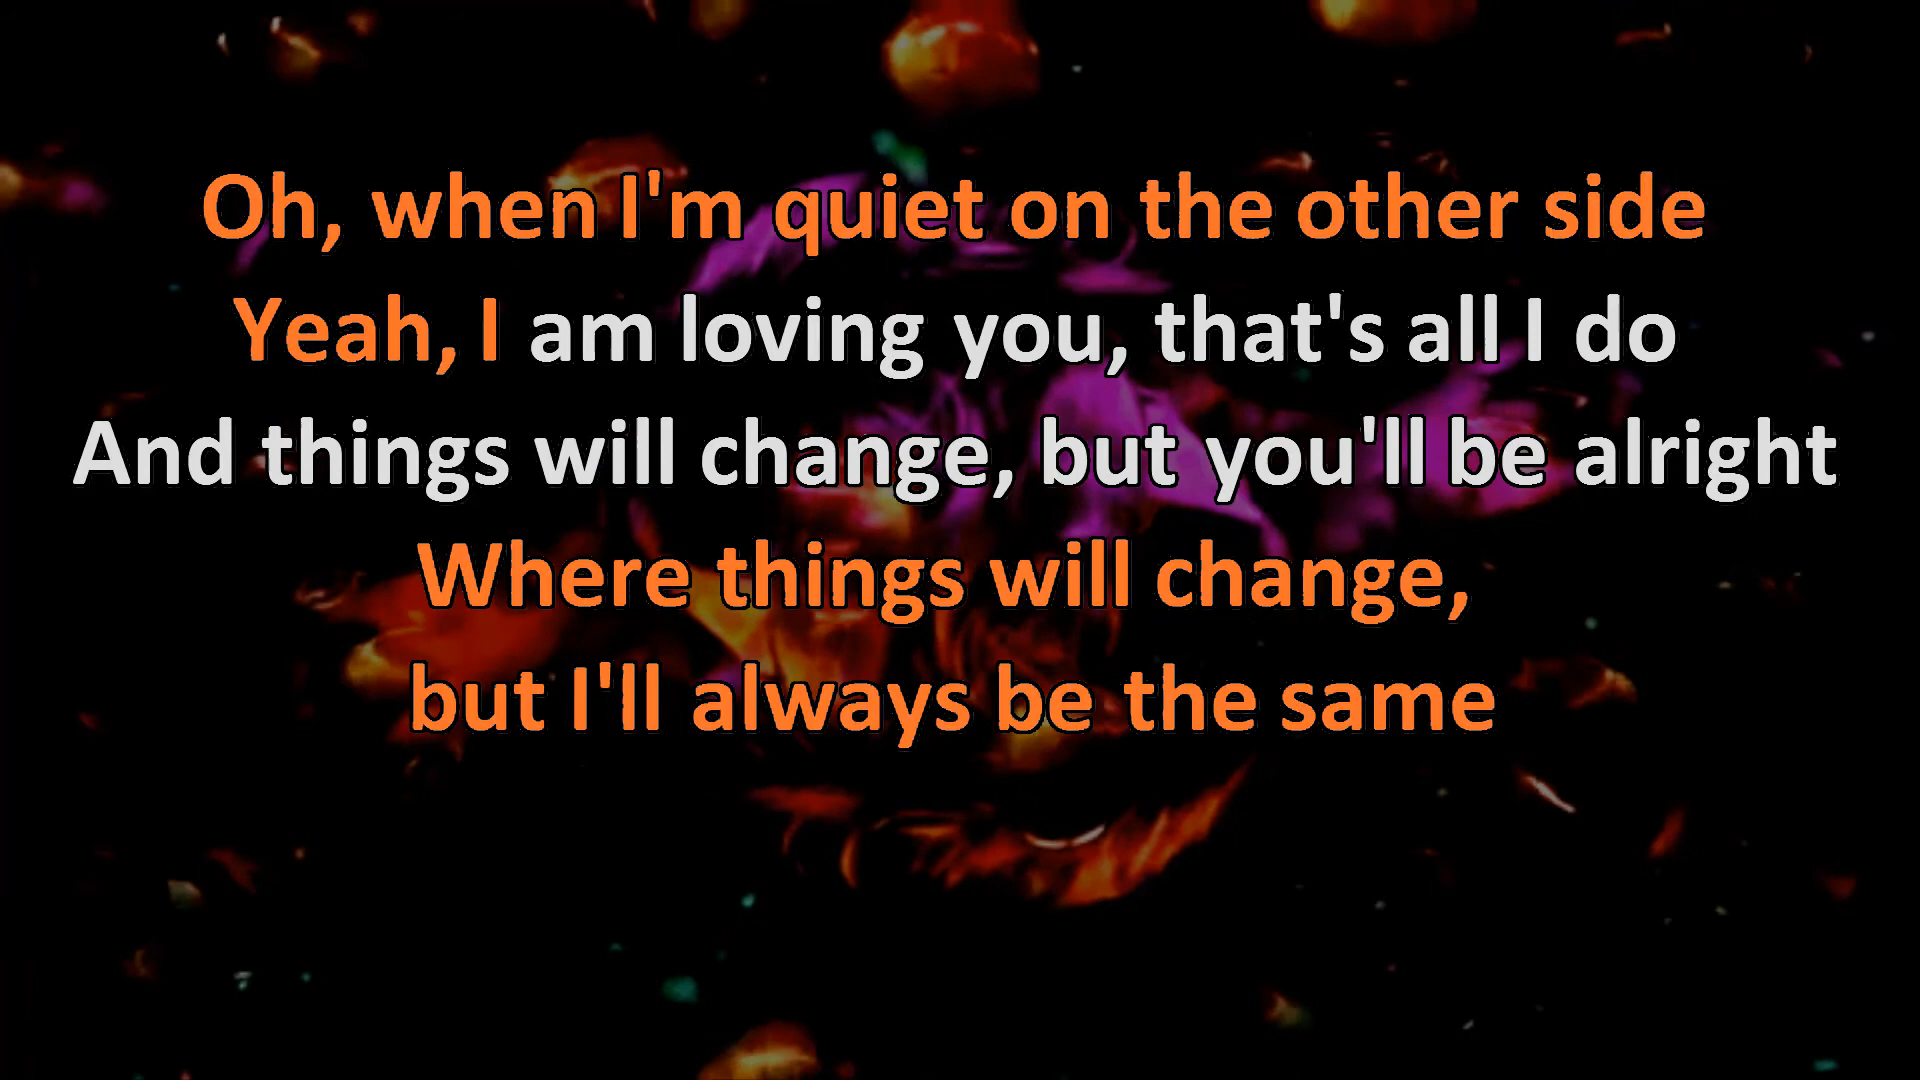 Oh, when I'm quiet on the other side
Yeah, I am loving you, that's all I do
And things will change, but you'll be alright
Where things will change,
but I'll always be the same